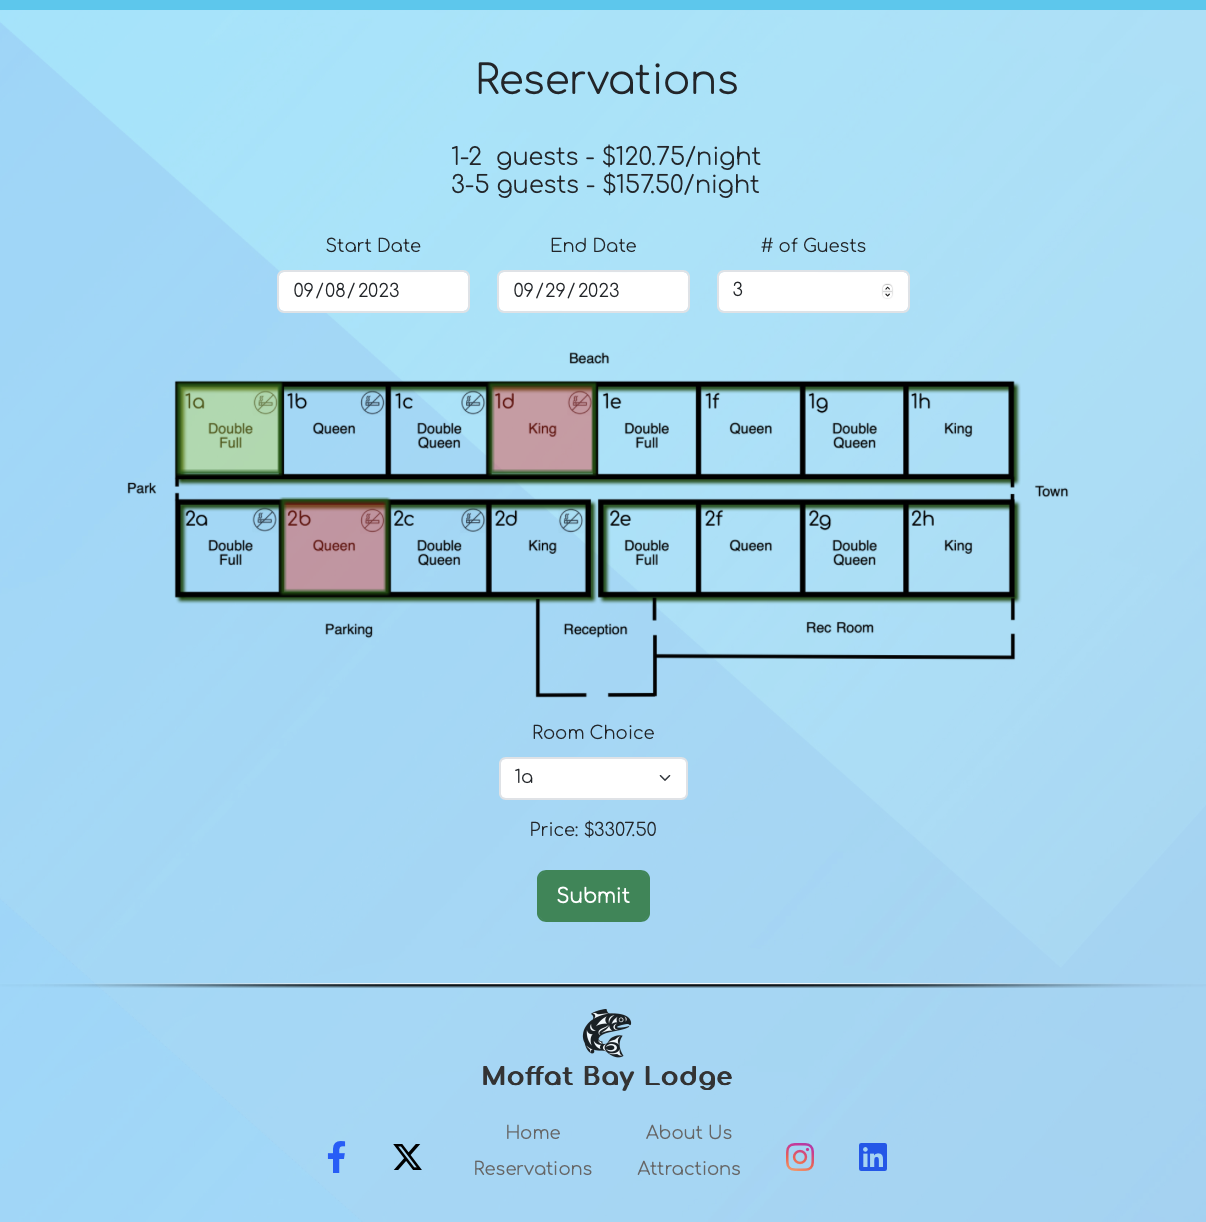 Reservations
1-2 guests - $120.75/night
3-5 guests - $157.50/night
Start Date End Date # of Guests
09/08/2023 09/29/2023 3
Beach
1a 1b 1c 1d 1e 1f 1g 1h
Double Full Queen Double Queen King Double Full Queen Double Queen King
Park Town
2a 2b 2c 2d 2e 2f 2g 2h
Double Full Queen Double Queen King Double Full Queen Double Queen King
Parking Reception Rec Room
Room Choice
1a
Price: $3307.50
Submit
Moffat Bay Lodge
Home About Us
Reservations Attractions